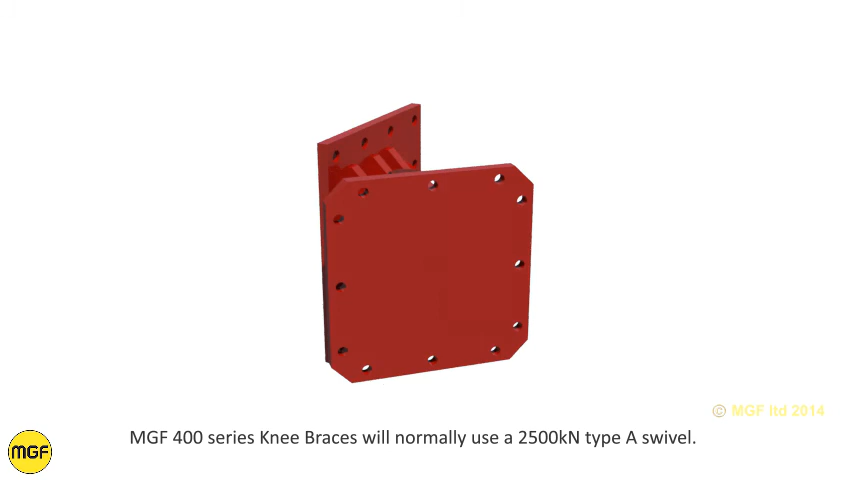 © MGF ltd 2014
MGF 400 series Knee Braces will normally use a 2500kN type A swivel.
MGF